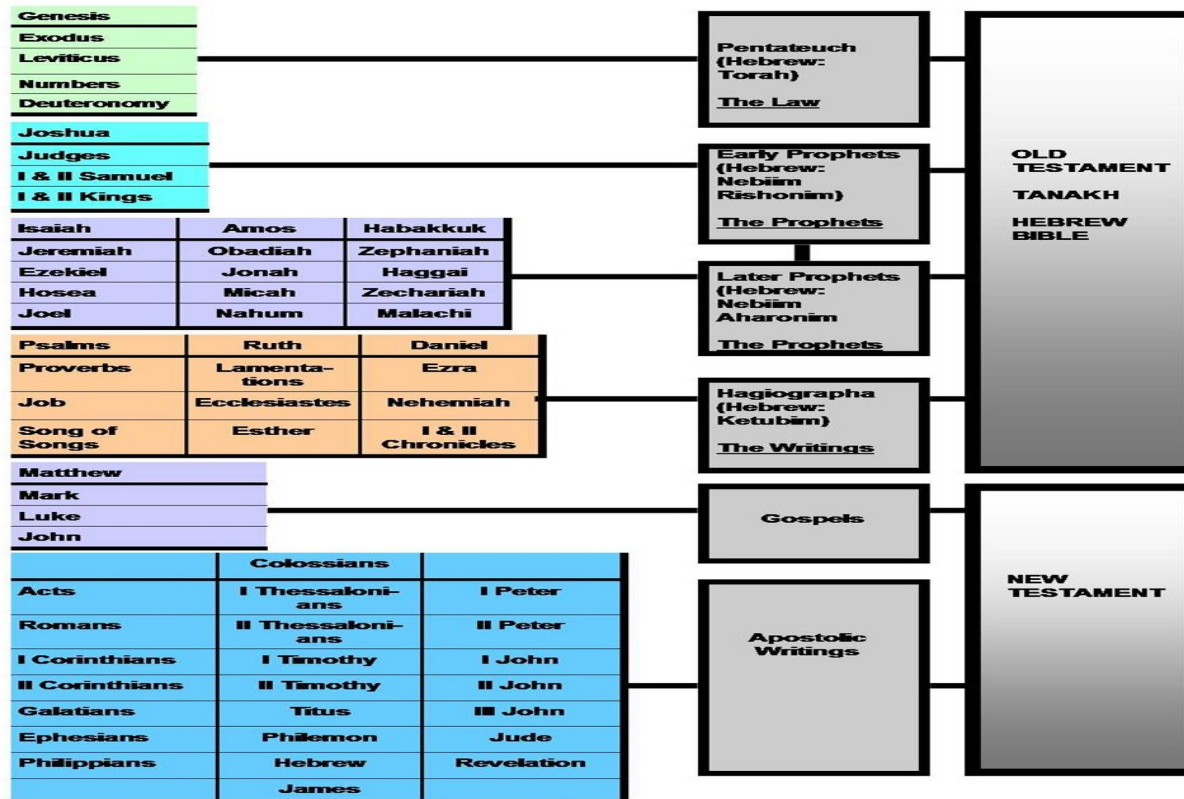 Genesis
Exodus
Leviticus
Numbers
Deuteronomy
Joshua
Judges
I & II Samuel
I & II Kings
Isaiah Amos Habakkuk
Jeremiah Obadiah Zephaniah
Ezekiel Jonah Haggai
Hosea Micah Zechariah
Joel Nahum Malachi
Psalms Ruth Daniel
Proverbs Lamenta-
tions Ezra
Job Ecclesiastes Nehemiah
Song of
Songs Esther I & II
Chronicles
Matthew
Mark
Luke
John
Colossians
Acts I Thessaloni-
ans I Peter
Romans II Thessaloni-
ans II Peter
I Corinthians I Timothy I John
II Corinthians II Timothy II John
Galatians Titus III John
Ephesians Philemon Jude
Philippians Hebrew Revelation
James
Pentateuch
(Hebrew:
Torah)
The Law
Early Prophets
(Hebrew:
Nebiim
Rishonim)
The Prophets
Later Prophets
(Hebrew:
Nebiim
Aharonim
The Prophets
Hagiographa
(Hebrew:
Ketubim)
The Writings
Gospels
Apostolic
Writings
OLD
TESTAMENT
TANAKH
HEBREW
BIBLE
NEW
TESTAMENT